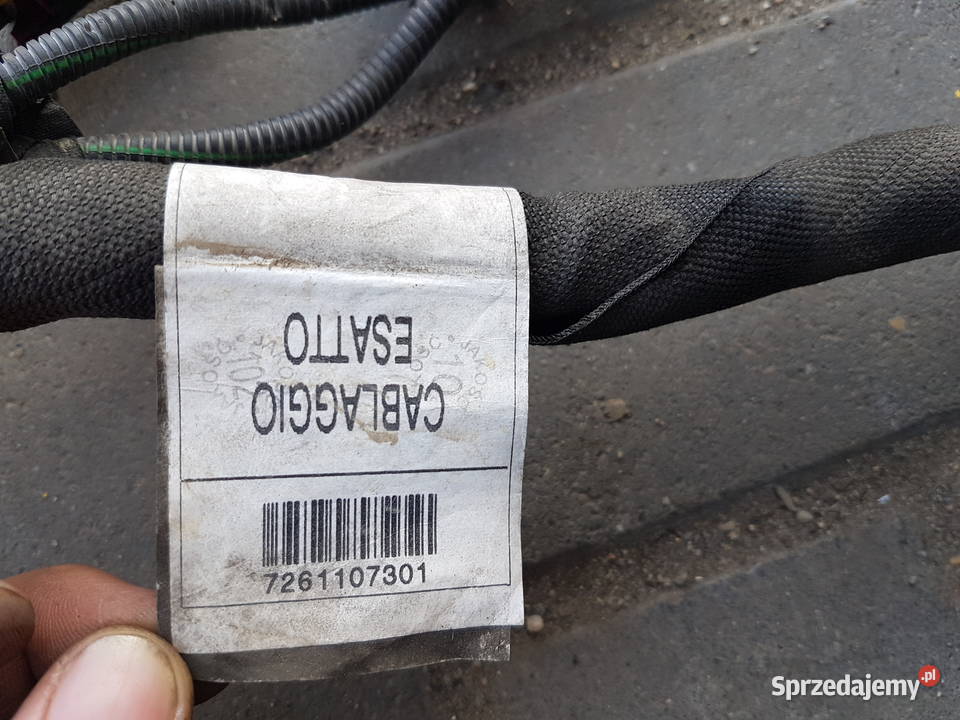 CABLAGGIO
ESATTO
7261107301
Sprzedajemy.pl